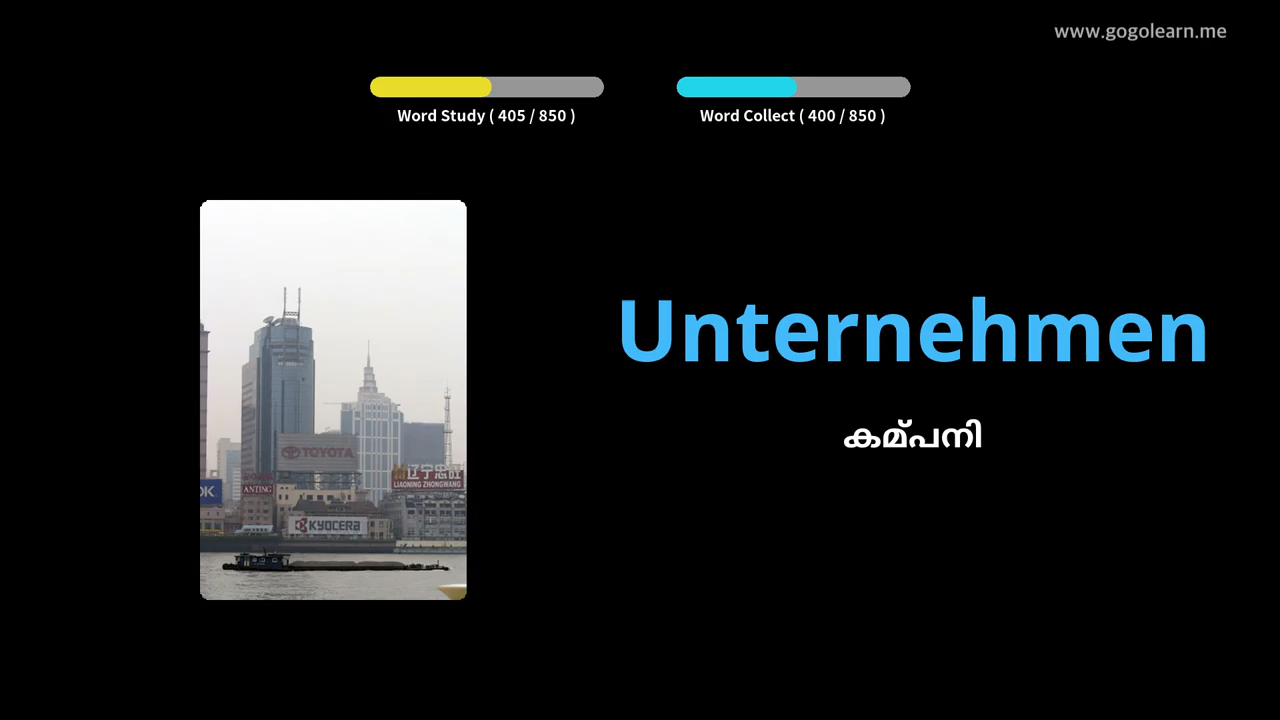 www.gogolearn.me
Word Study ( 405 / 850 )
Word Collect ( 400 / 850 )
Unternehmen
കമ്പനി
TOYOTA
LIAONING ZHONGWANG
OK
ANTING
KYOCERA